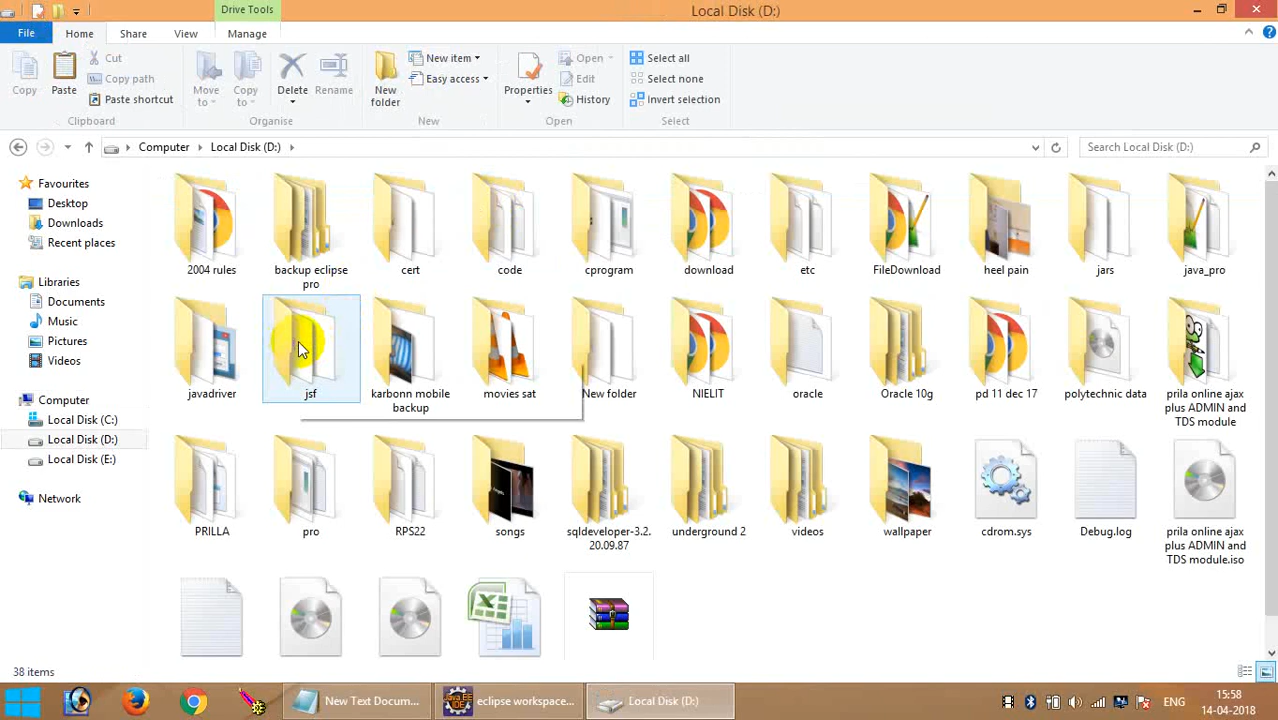 Drive Tools
Local Disk (D:)
File
Home
Share
View
Manage
Copy
Paste
Cut
Copy path
Paste shortcut
Move to
Copy to
Delete
Rename
New folder
New item
Easy access
Properties
Open
Edit
History
Select all
Select none
Invert selection
Clipboard
Organise
New
Open
Select
Computer
Local Disk (D:)
Search Local Disk (D:)
Favourites
Desktop
Downloads
Recent places
Libraries
Documents
Music
Pictures
Videos
Computer
Local Disk (C:)
Local Disk (D:)
Local Disk (E:)
Network
2004 rules
backup eclipse
pro
cert
code
cprogram
download
etc
FileDownload
heel pain
jars
java_pro
javadriver
jsf
karbonn mobile
backup
movies sat
New folder
NIELIT
oracle
Oracle 10g
pd 11 dec 17
polytechnic data
prila online ajax
plus ADMIN and
TDS module
PRILLA
pro
RPS22
songs
sqldeveloper-3.2.
20.09.87
underground 2
videos
wallpaper
cdrom.sys
Debug.log
prila online ajax
plus ADMIN and
TDS module.iso
38 items
New Text Docum...
Java EE
IDE
eclipse workspace...
Local Disk (D:)
ENG
15:58
14-04-2018